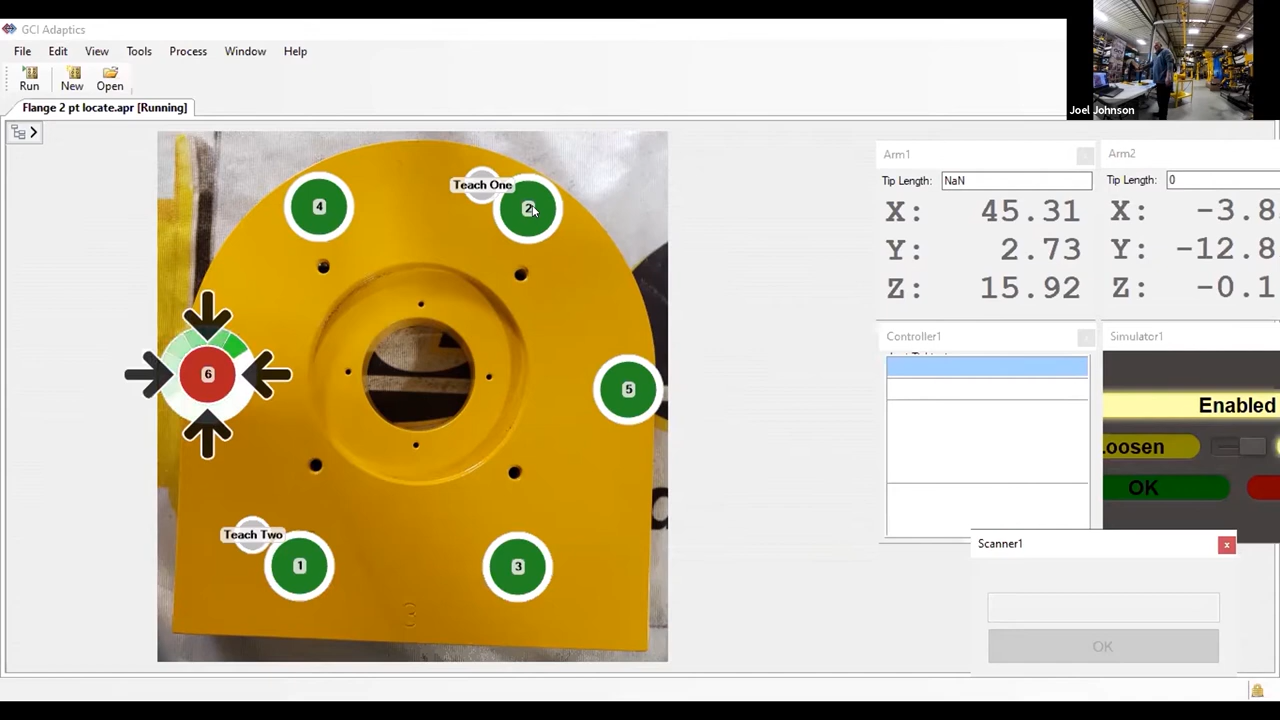 GCI Adaptics
File Edit View Tools Process Window Help
Run New Open
Joel Johnson
Flange 2 pt locate.apr [Running]
Arm1
Tip Length: NaN
X: 45.31
Y: 2.73
Z: 15.92
Arm2
Tip Length: 0
X: -3.8
Y: -12.8
Z: -0.1
4
Teach One
2
6
5
Teach Two
1
3
3
Controller1
Simulator1
Enabled
oosen
OK
Scanner1
OK